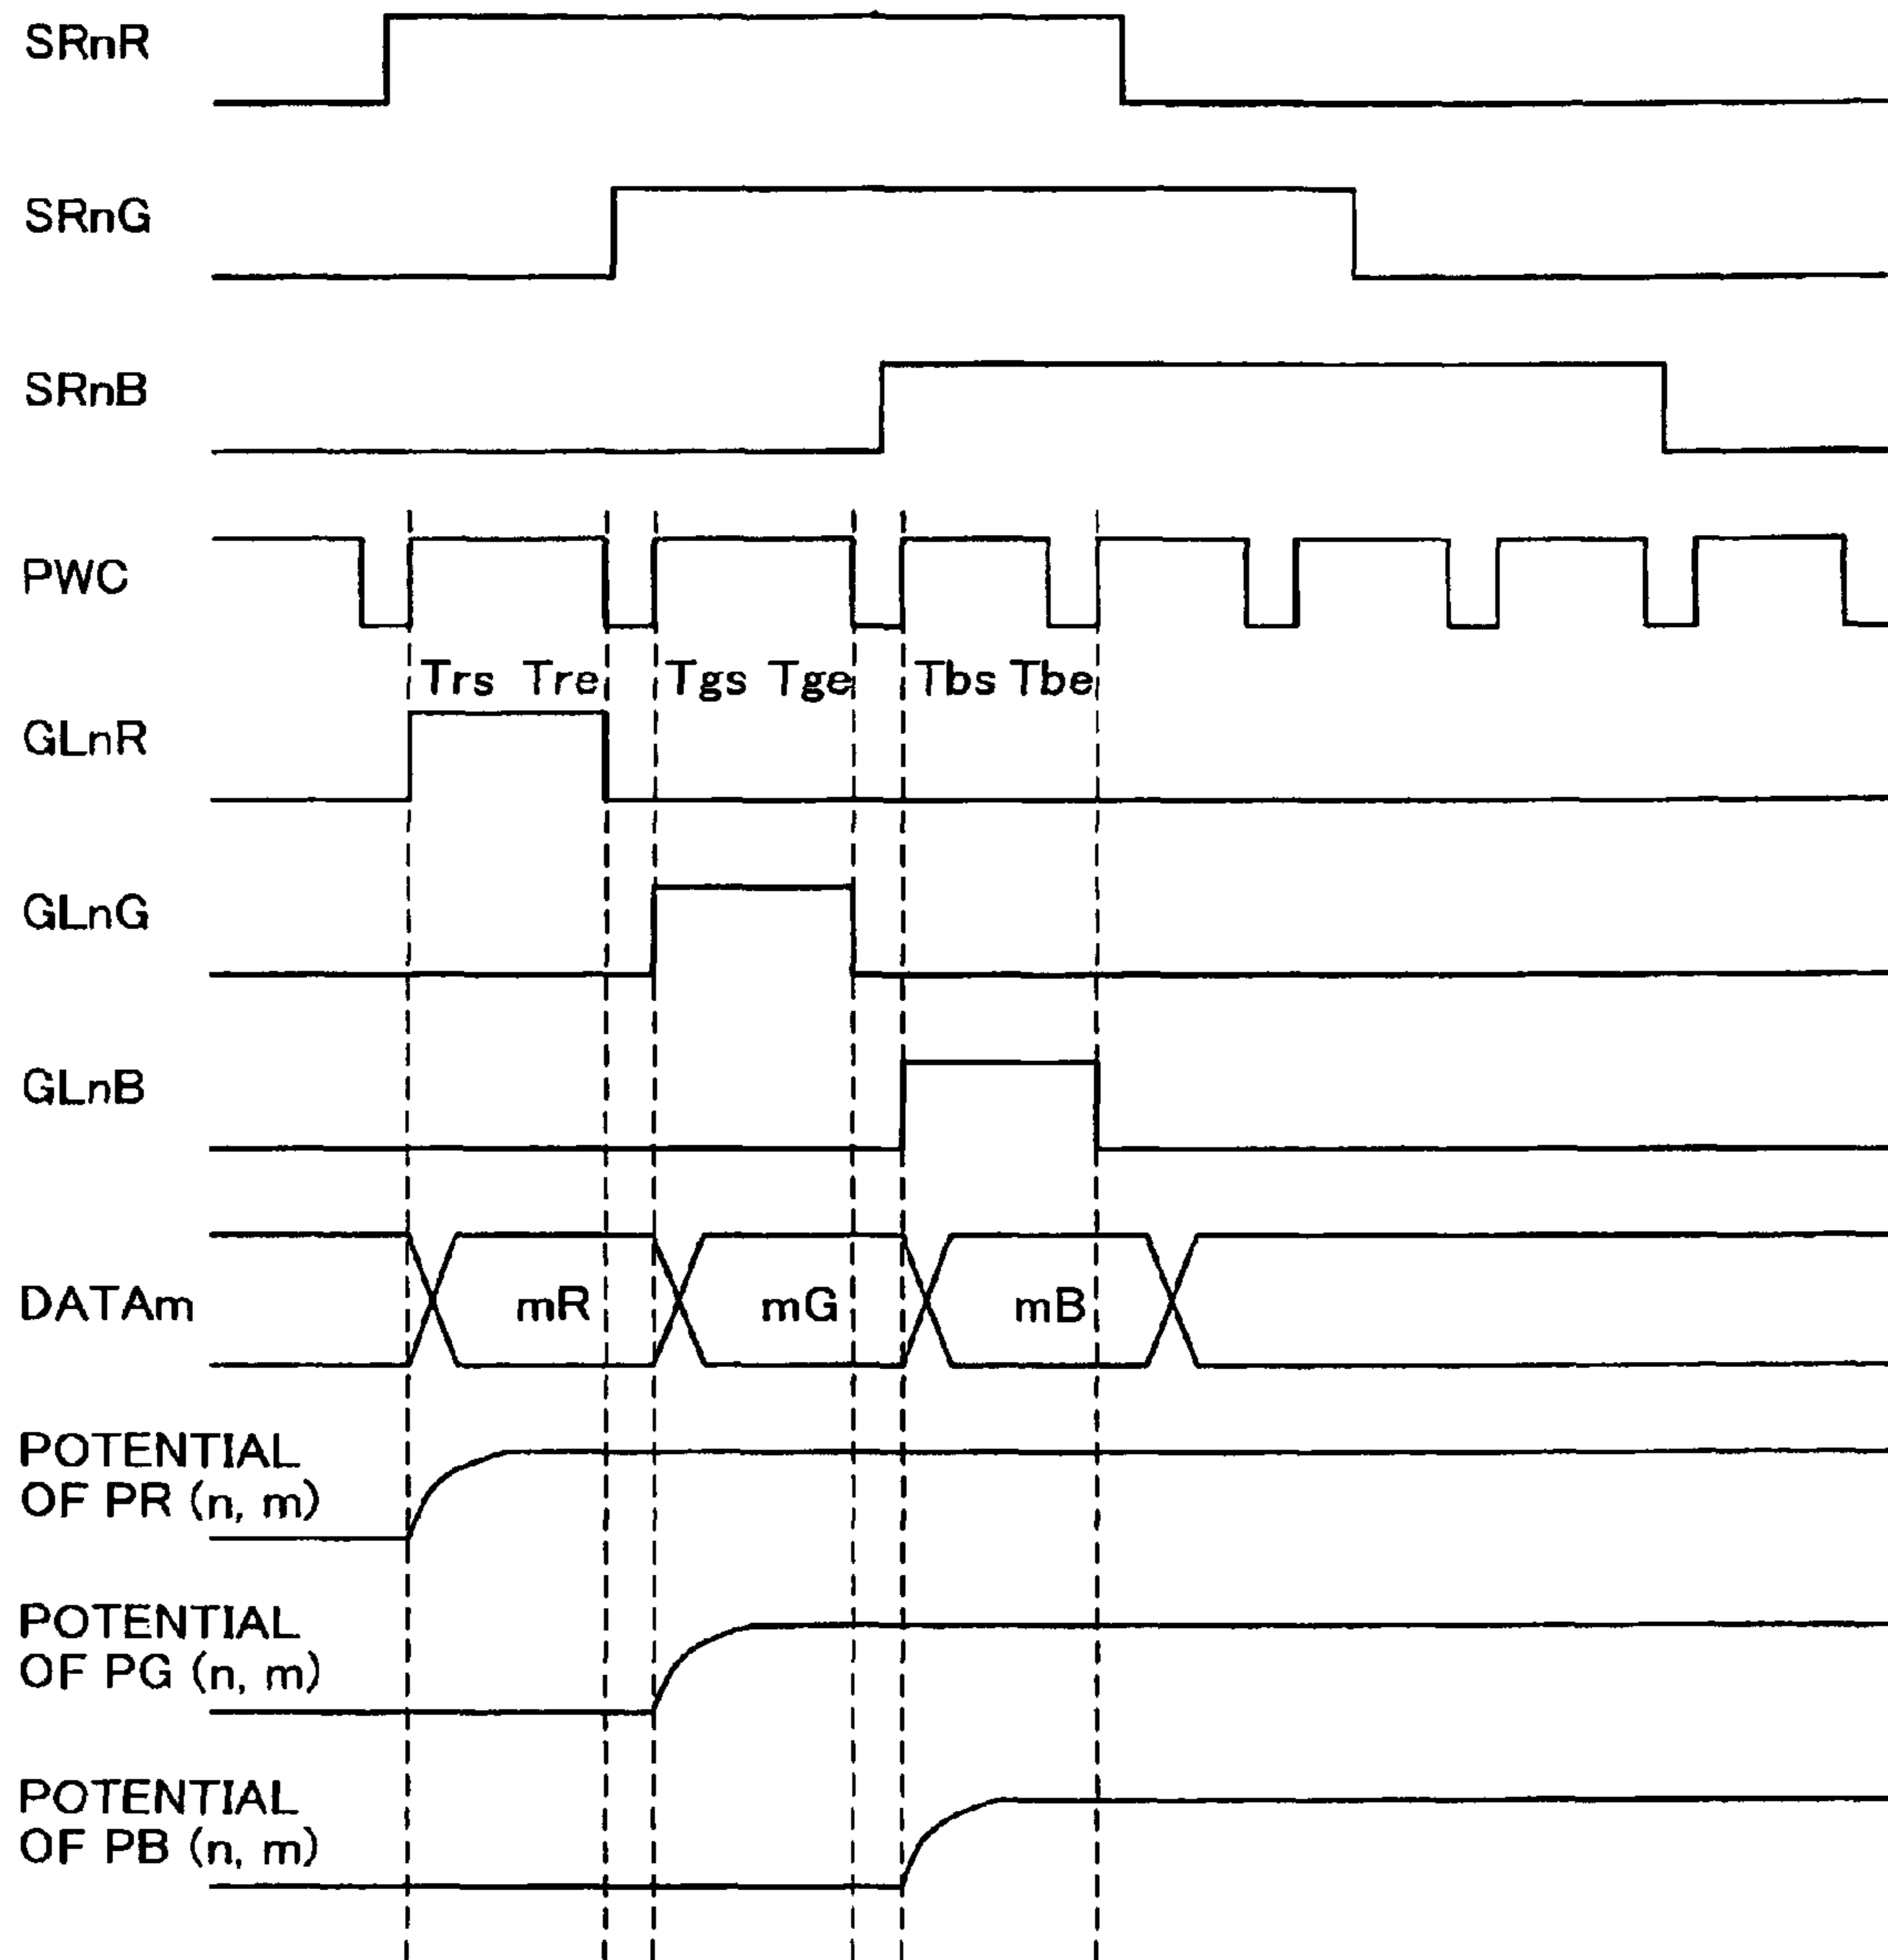 SRnR
SRnG
SRnB
PWC
Trs Tre Tgs Tge Tbs Tbe
GLnR
GLnG
GLnB
DATAm mR mG mB
POTENTIAL
OF PR (n, m)
POTENTIAL
OF PG (n, m)
POTENTIAL
OF PB (n, m)